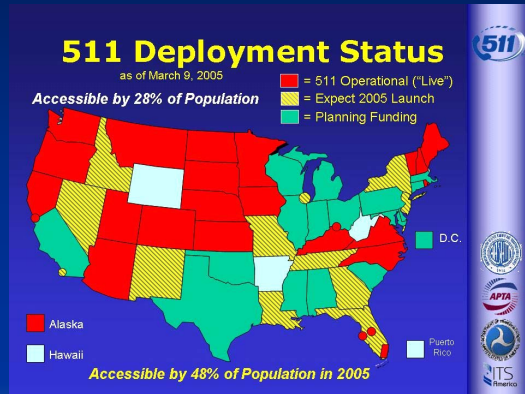 511 Deployment Status
511
as of March 9, 2005
= 511 Operational ("Live")
Accessible by 28% of Population
= Expect 2005 Launch
= Planning Funding
D.C.
APTA
Alaska
Hawaii
Puerto
Rico
ITS
America
Accessible by 48% of Population in 2005